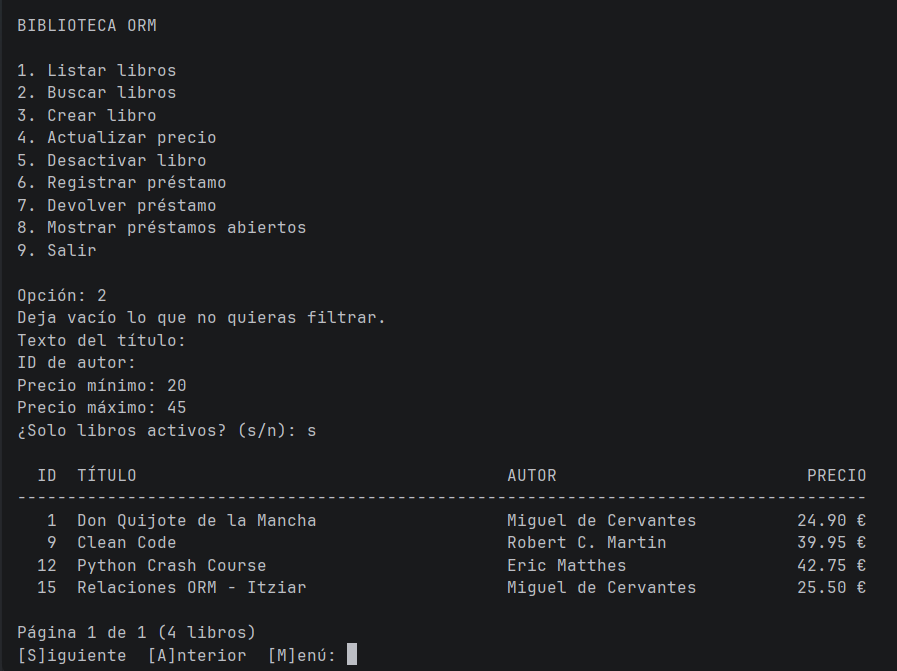 BIBLIOTECA ORM
1. Listar libros
2. Buscar libros
3. Crear libro
4. Actualizar precio
5. Desactivar libro
6. Registrar préstamo
7. Devolver préstamo
8. Mostrar préstamos abiertos
9. Salir
Opción: 2
Deja vacío lo que no quieras filtrar.
Texto del título:
ID de autor:
Precio mínimo: 20
Precio máximo: 45
¿Solo libros activos? (s/n): s
ID  TÍTULO                                     AUTOR                         PRECIO
-------------------------------------------------------------------------------------
1  Don Quijote de la Mancha                   Miguel de Cervantes          24.90 €
9  Clean Code                                 Robert C. Martin             39.95 €
12  Python Crash Course                        Eric Matthes                 42.75 €
15  Relaciones ORM - Itziar                    Miguel de Cervantes          25.50 €
Página 1 de 1 (4 libros)
[S]iguiente  [A]nterior  [M]enú: